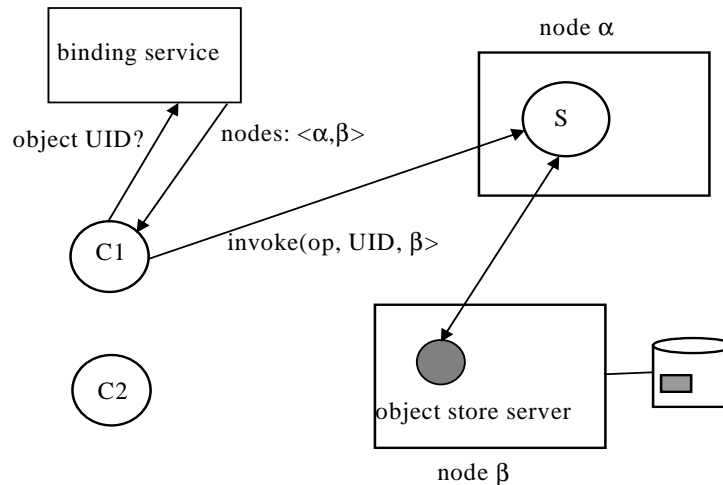 node α
binding service
S
object UID?
nodes: <α,β>
C1
invoke(op, UID, β>
C2
object store server
node β